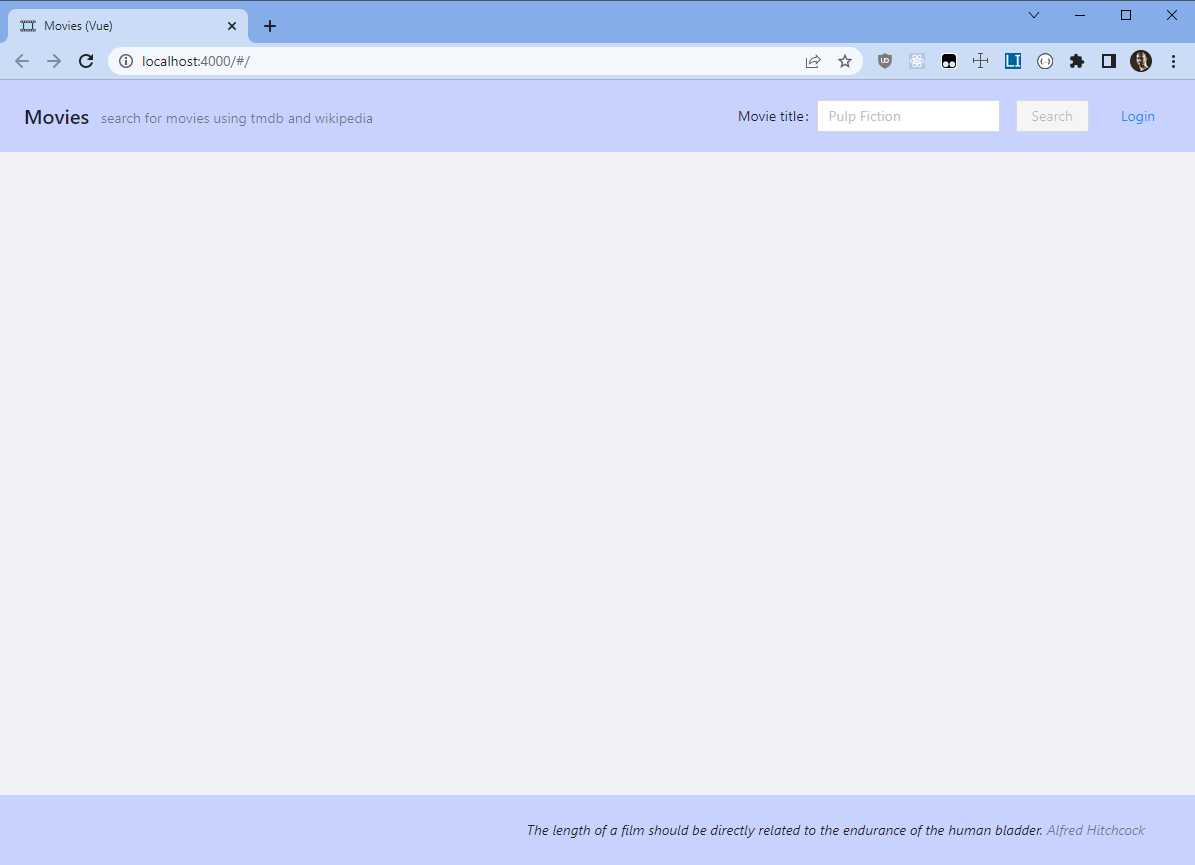 Movies (Vue)
localhost:4000/#/
Movies search for movies using tmdb and wikipedia Movie title: Pulp Fiction Search Login
The length of a film should be directly related to the endurance of the human bladder. Alfred Hitchcock